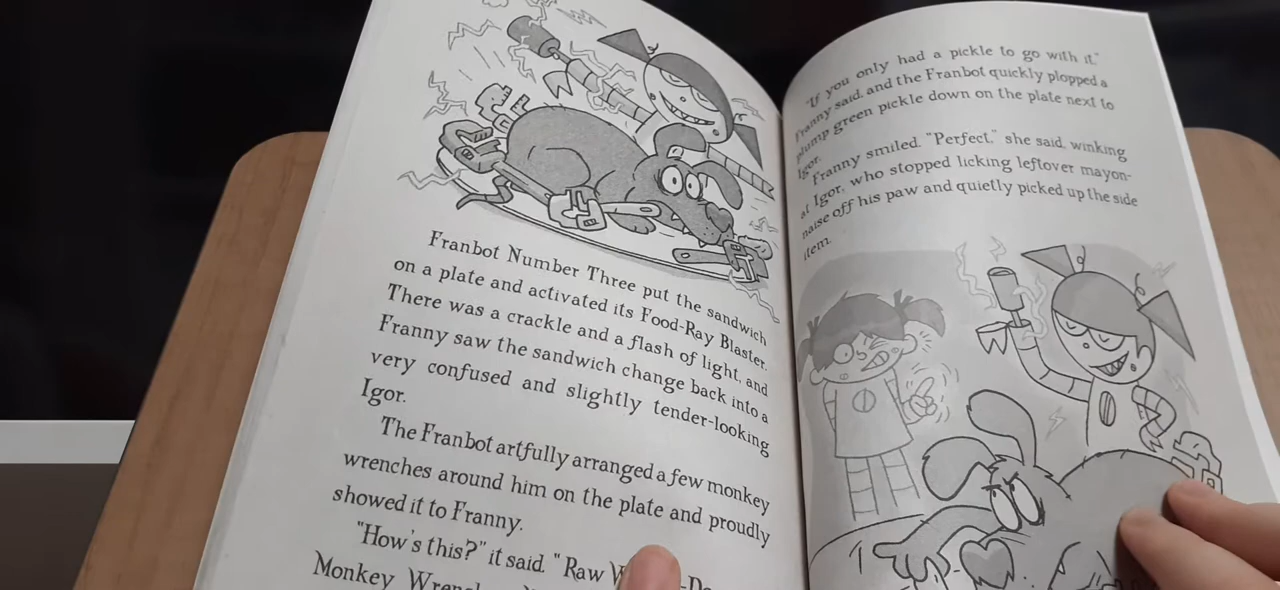 Franbot Number Three put the sandwich
on a plate and activated its Food-Ray Blaster.
There was a crackle and a flash of light, and
Franny saw the sandwich change back into a
very confused and slightly tender-looking
Igor.
The Franbot artfully arranged a few monkey
wrenches around him on the plate and proudly
showed it to Franny.
"How's this?" it said. "Raw
Monkey
"If you only had a pickle to go with it,"
Franny said, and the Franbot quickly plopped a
plump green pickle down on the plate next to
Igor.
Franny smiled. "Perfect," she said, winking
at Igor, who stopped licking leftover mayon-
naise off his paw and quietly picked up the side
item.